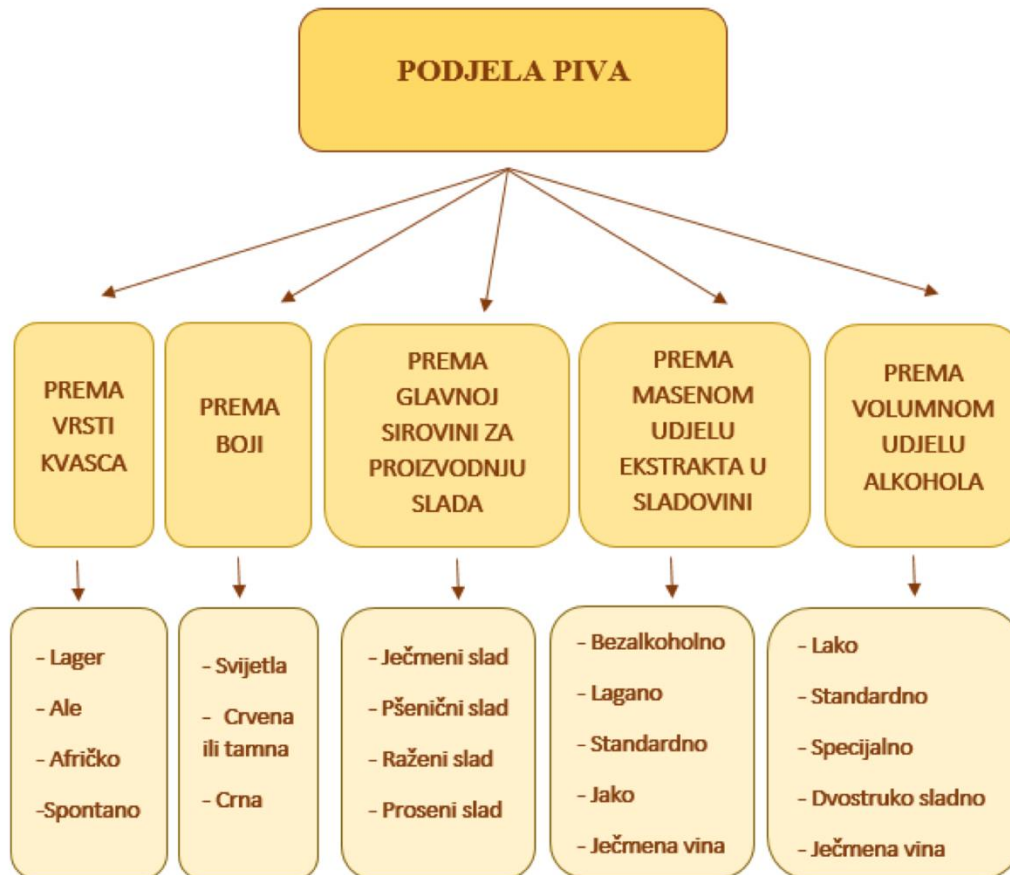 PODJELA PIVA
PREMA
VRSTI
KVASCA
PREMA
BOJI
PREMA
GLAVNOJ
SIROVINI ZA
PROIZVODNJU
SLADA
PREMA
MASENOM
UDJELU
EKSTRAKTA U
SLADOVINI
PREMA
VOLUMNOM
UDJELU
ALKOHOLA
- Lager
- Ale
- Afričko
-Spontano
- Svijetla
- Crvena
ili tamna
- Crna
- Ječmeni slad
- Pšenični slad
- Raženi slad
- Proseni slad
- Bezalkoholno
- Lagano
- Standardno
- Jako
- Ječmena vina
- Lako
- Standardno
- Specijalno
- Dvostruko sladno
- Ječmena vina